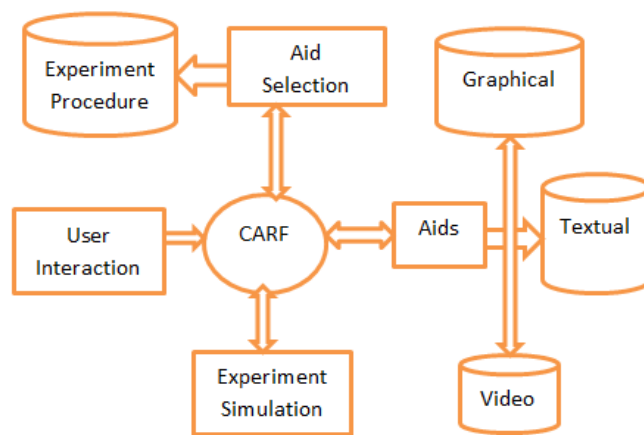 Experiment
Procedure
Aid
Selection
Graphical
User
Interaction
CARF
Aids
Textual
Experiment
Simulation
Video